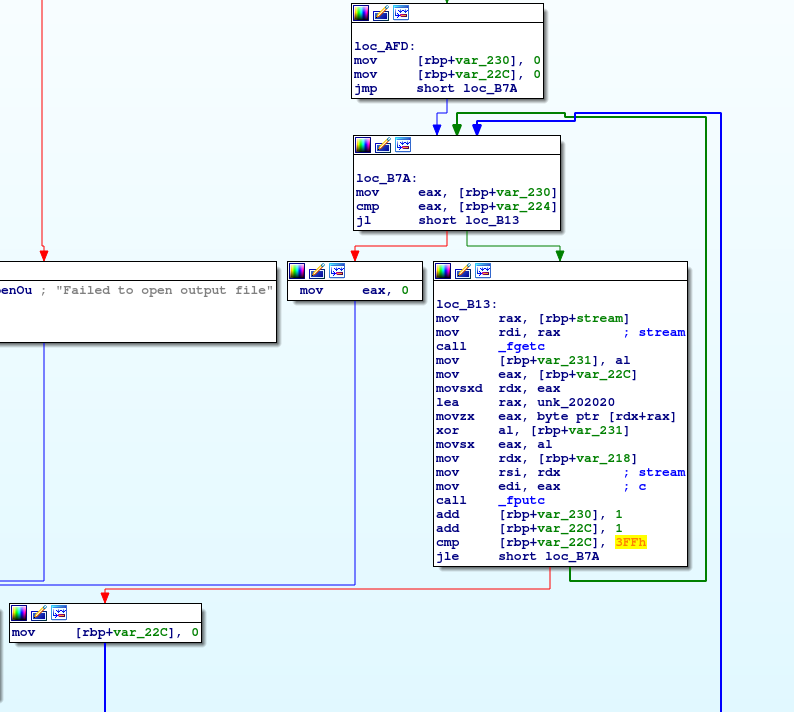 loc_AFD:
mov [rbp+var_230], 0
mov [rbp+var_22C], 0
jmp short loc_B7A
loc_B7A:
mov eax, [rbp+var_230]
cmp eax, [rbp+var_224]
jl short loc_B13
enOu ; "Failed to open output file"
mov eax, 0
loc_B13:
mov rax, [rbp+stream]
mov rdi, rax ; stream
call _fgetc
mov [rbp+var_231], al
mov eax, [rbp+var_22C]
movsxd rdx, eax
lea rax, unk_202020
movzx eax, byte ptr [rdx+rax]
xor al, [rbp+var_231]
movsx eax, al
mov rdx, [rbp+var_218]
mov rsi, rdx ; stream
mov edi, eax ; c
call _fputc
add [rbp+var_230], 1
add [rbp+var_22C], 1
cmp [rbp+var_22C], 3FFh
jle short loc_B7A
mov [rbp+var_22C], 0